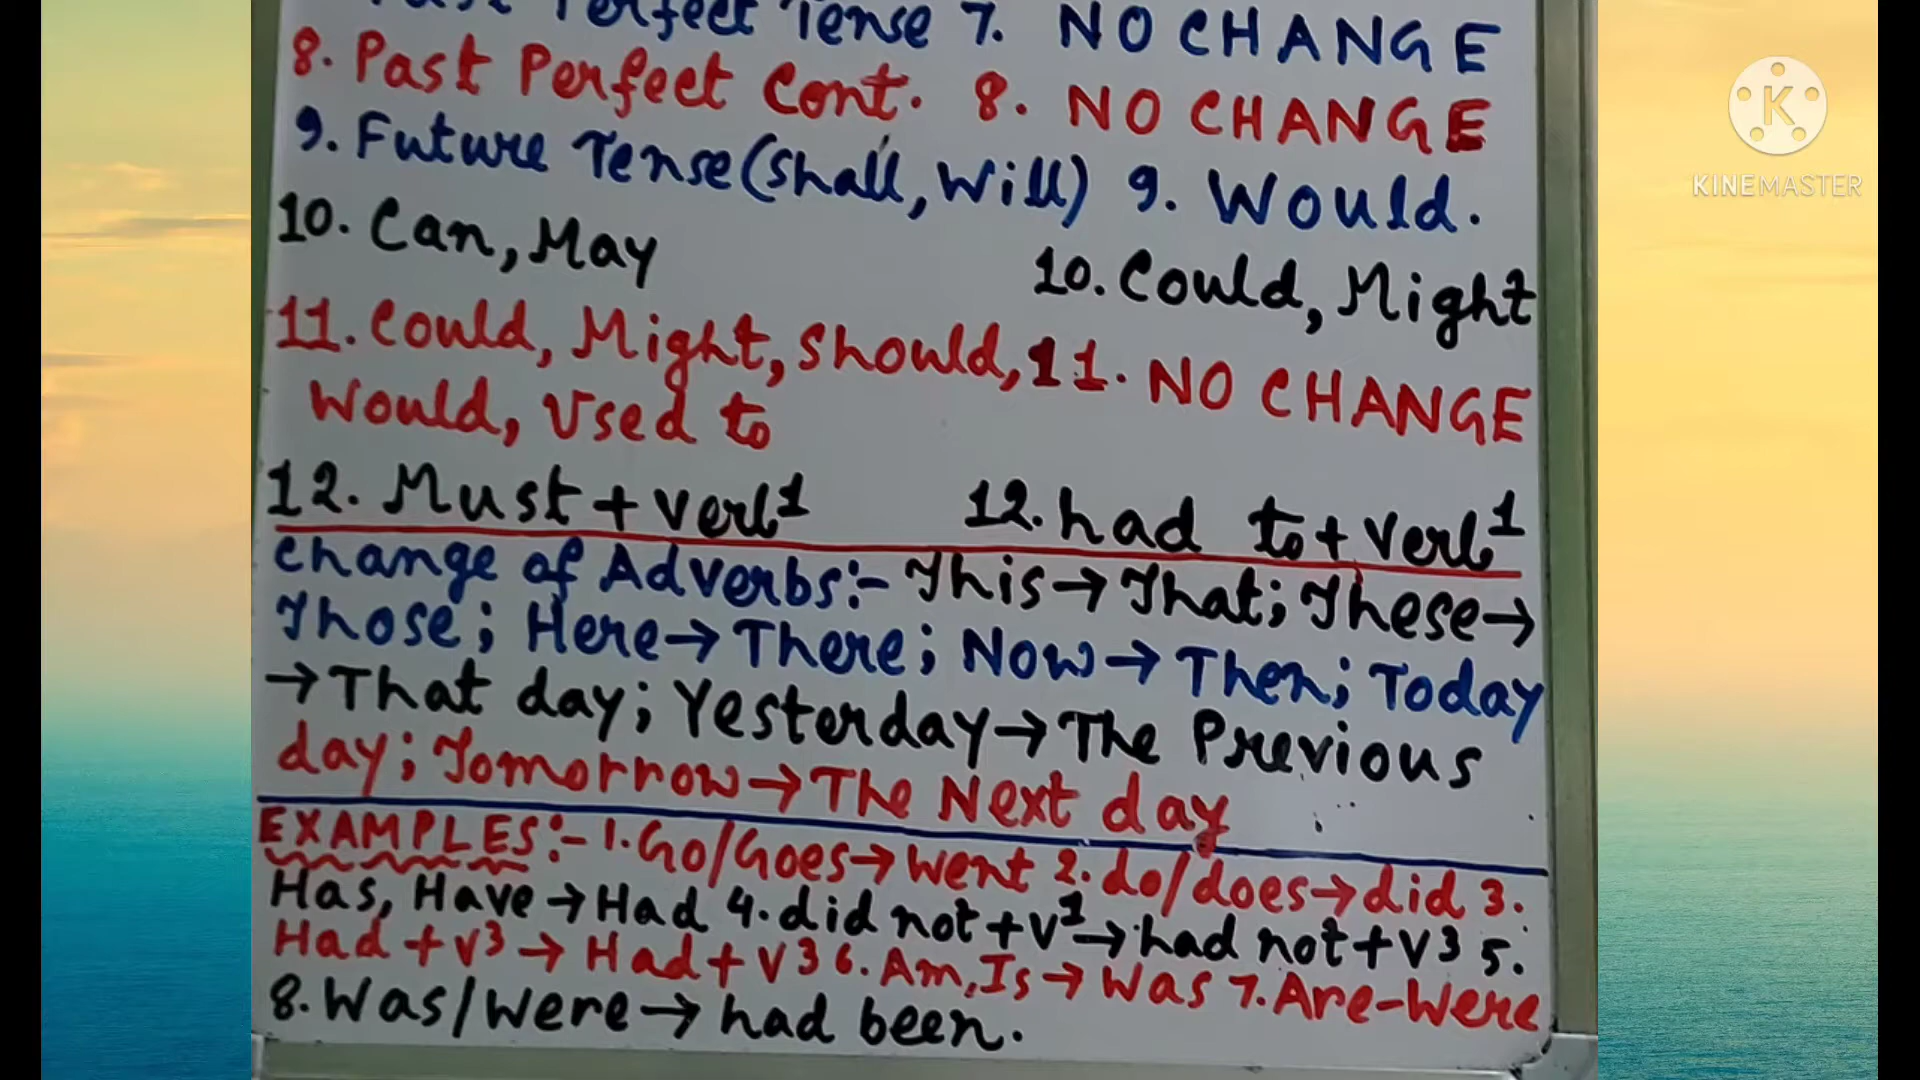 Past Perfect Tense 7. NO CHANGE
8. Past Perfect Cont. 8. NO CHANGE
9. Future Tense (Shall, Will) 9. Would.
10. Can, May 10. Could, Might
11. Could, Might, Should, 11. NO CHANGE
Would, Used to
12. Must + verb1 12. had to + Verb1
Change of Adverbs:- This → That; These →
Those; Here → There; Now → Then; Today
→ That day; Yesterday → The Previous
day; Tomorrow → The Next day
EXAMPLES:- 1. Go/Goes → Went 2. do/does → did 3.
Has, Have → Had 4. did not + V1 → had not + V3 5.
Had + V3 → Had + V3 6. Am, Is → Was 7. Are - Were
8. Was/Were → had been.
KINEMASTER